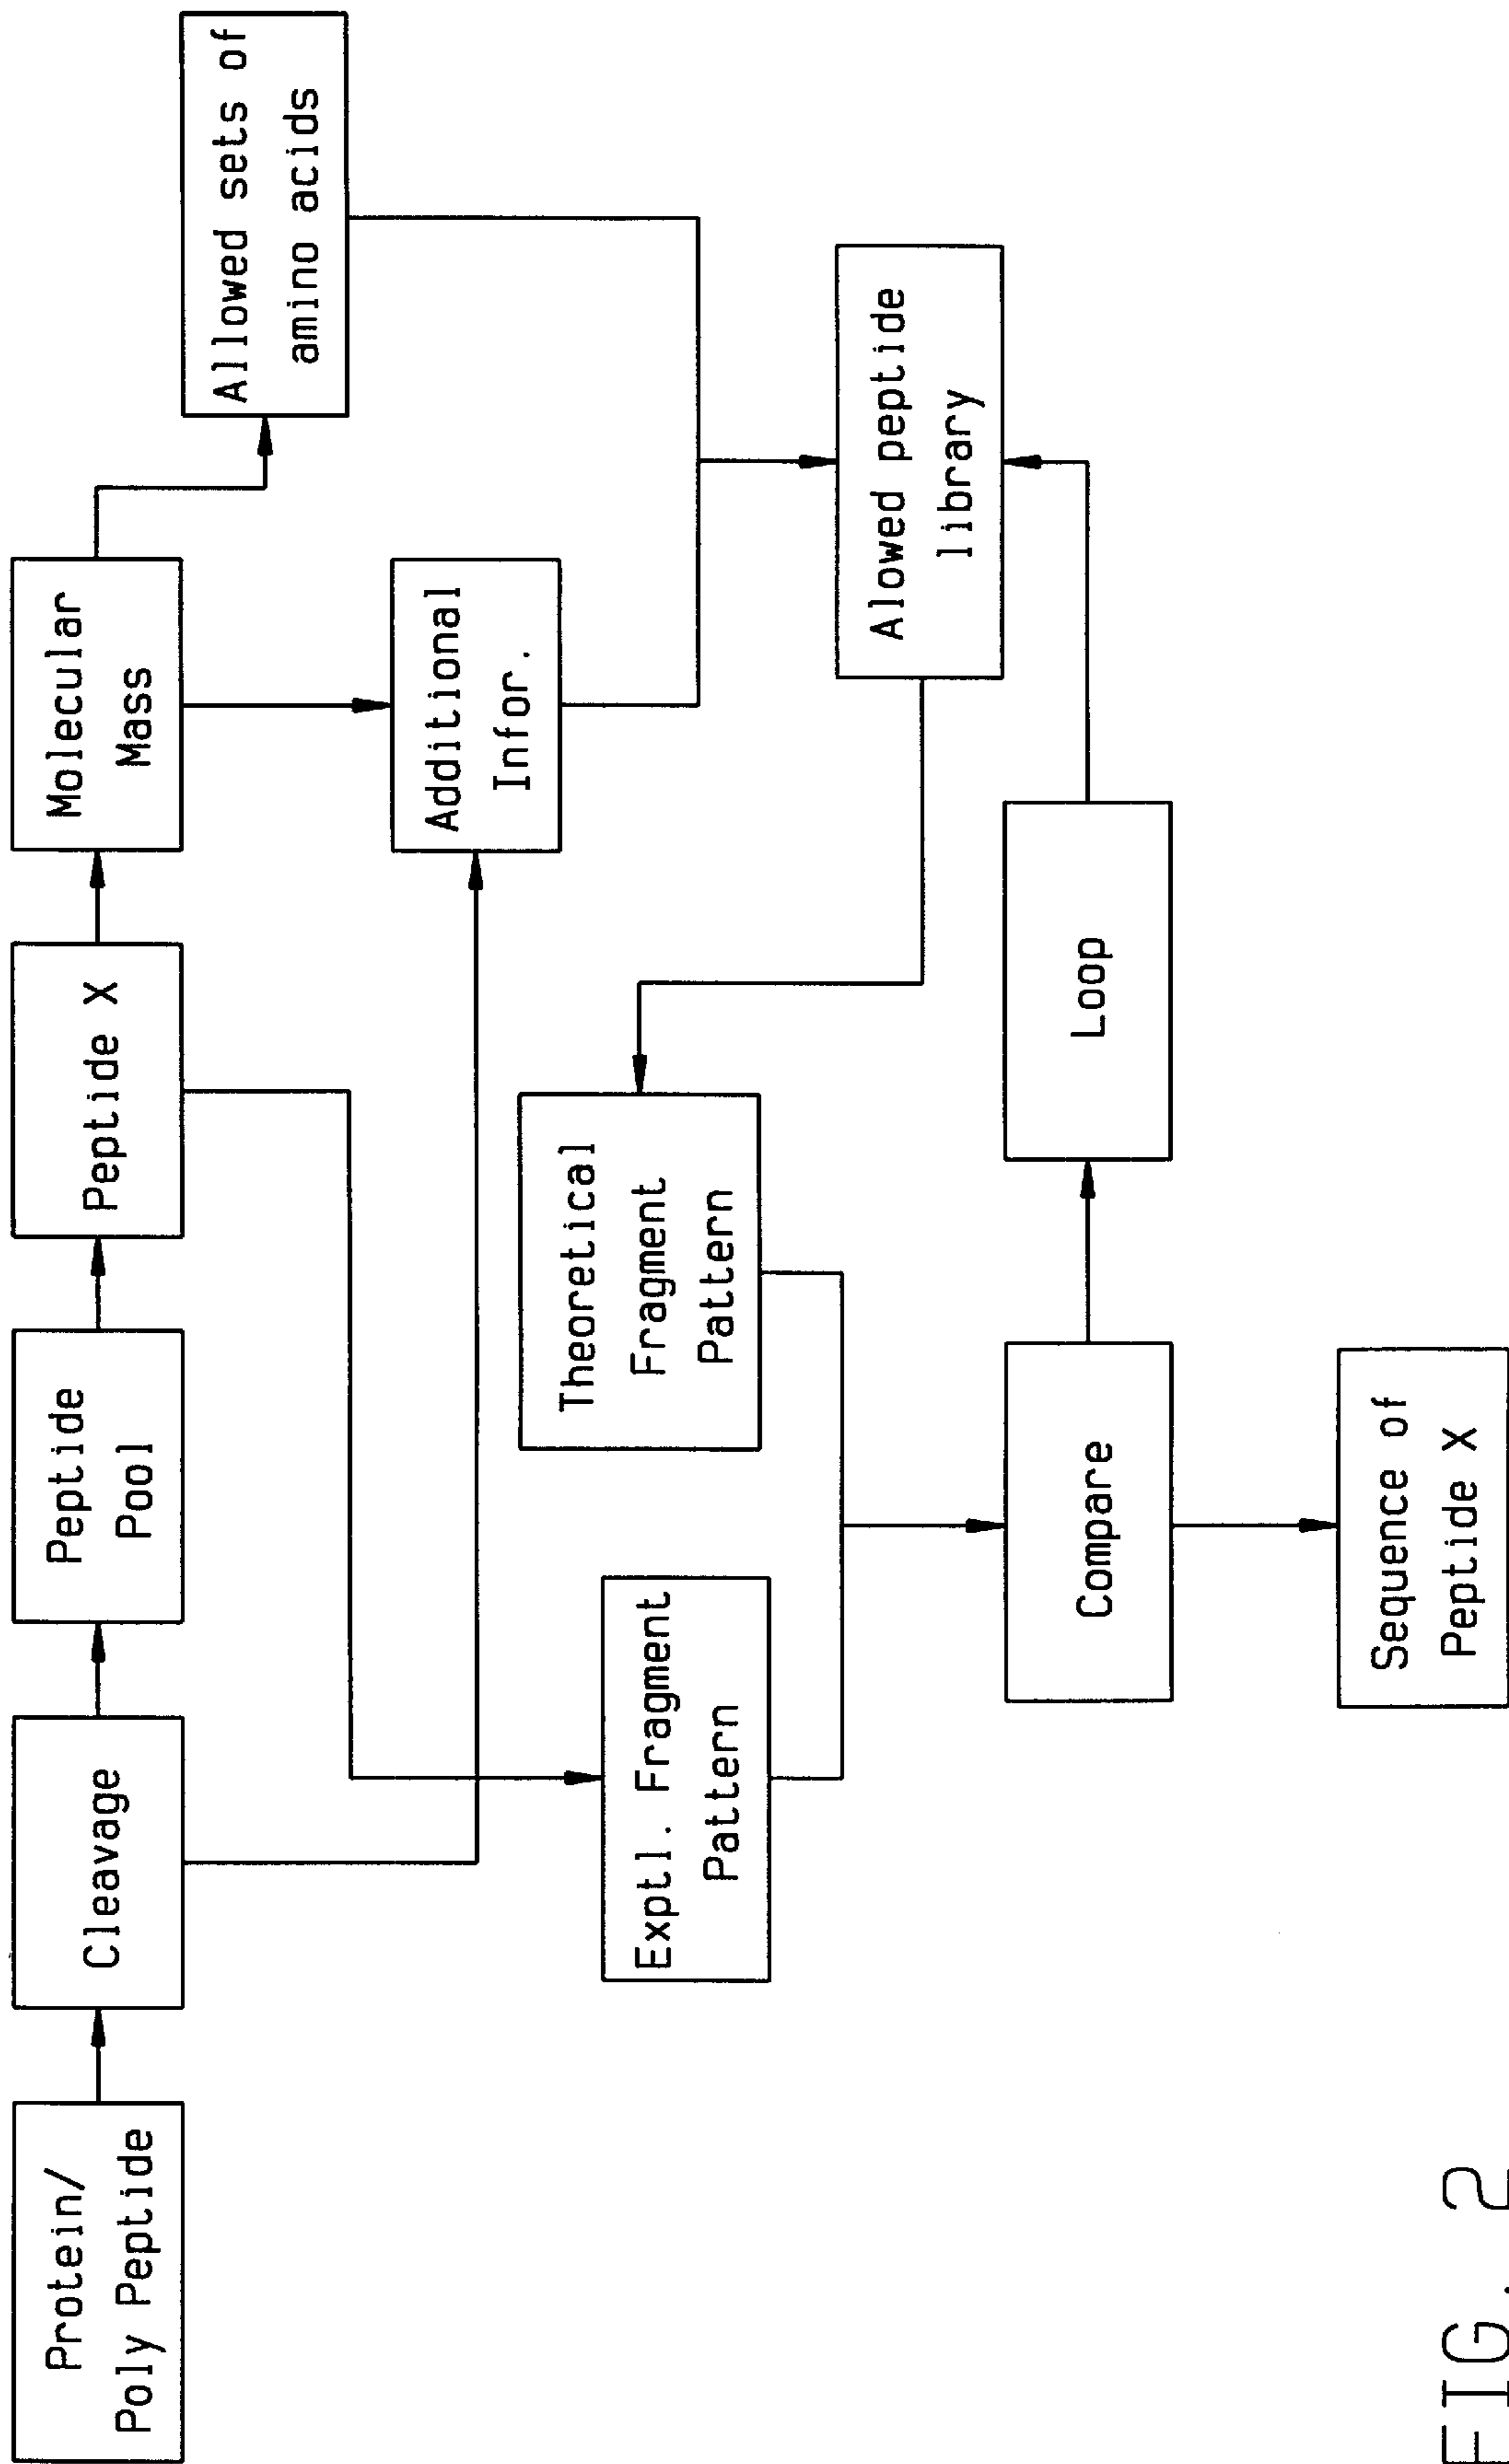 Protein/
Poly Peptide
Cleavage
Peptide
Pool
Peptide X
Molecular
Mass
Allowed sets of
amino acids
Additional
Infor.
Exptl. Fragment
Pattern
Theoretical
Fragment
Pattern
Allowed peptide
library
Compare
Loop
Sequence of
Peptide X
FIG. 2